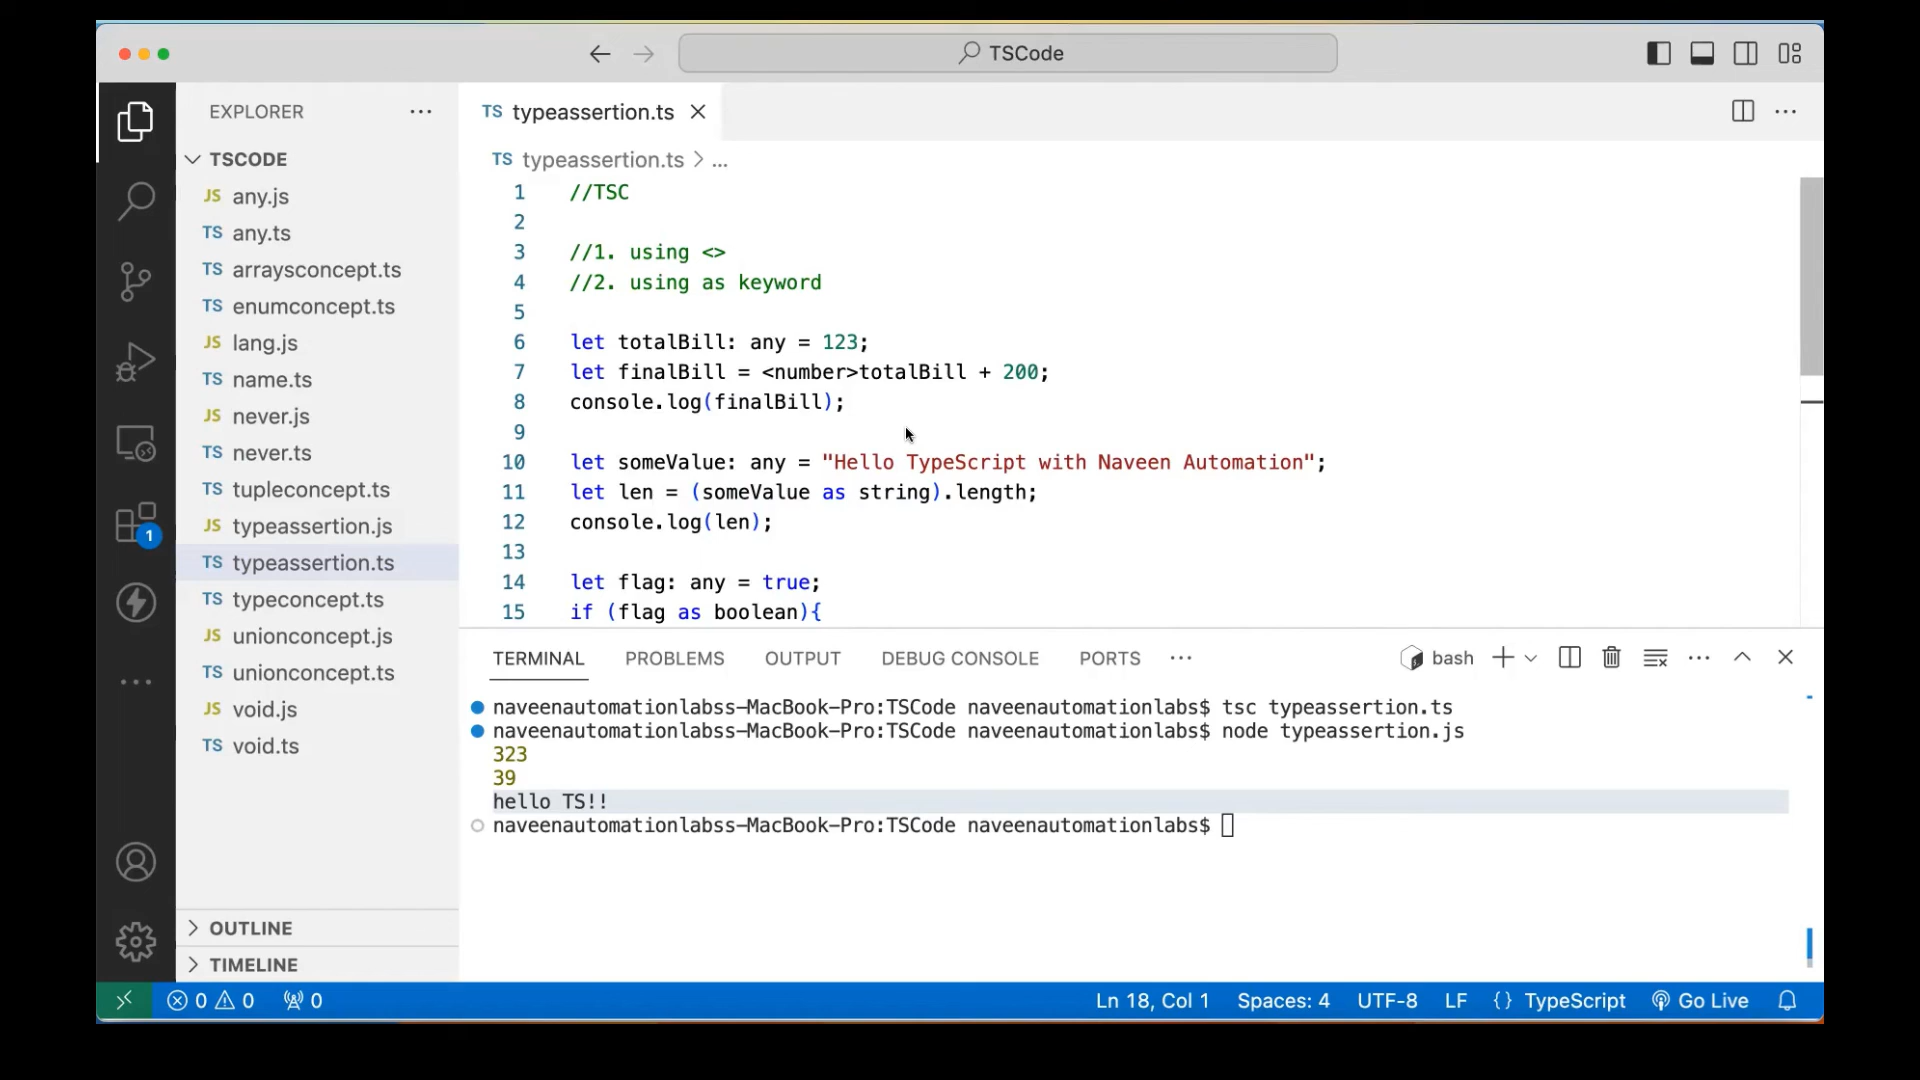 TSCode
EXPLORER
TSCODE
JS any.js
TS any.ts
TS arraysconcept.ts
TS enumconcept.ts
JS lang.js
TS name.ts
JS never.js
TS never.ts
TS tupleconcept.ts
JS typeassertion.js
TS typeassertion.ts
TS typeconcept.ts
JS unionconcept.js
TS unionconcept.ts
JS void.js
TS void.ts
OUTLINE
TIMELINE
1
TS typeassertion.ts
TS typeassertion.ts > ...
1 //TSC
2
3 //1. using <>
4 //2. using as keyword
5
6 let totalBill: any = 123;
7 let finalBill = <number>totalBill + 200;
8 console.log(finalBill);
9
10 let someValue: any = "Hello TypeScript with Naveen Automation";
11 let len = (someValue as string).length;
12 console.log(len);
13
14 let flag: any = true;
15 if (flag as boolean){
TERMINAL PROBLEMS OUTPUT DEBUG CONSOLE PORTS ... bash
naveenautomationlabss-MacBook-Pro:TSCode naveenautomationlabs$ tsc typeassertion.ts
naveenautomationlabss-MacBook-Pro:TSCode naveenautomationlabs$ node typeassertion.js
323
39
hello TS!!
naveenautomationlabss-MacBook-Pro:TSCode naveenautomationlabs$
0 0 0 Ln 18, Col 1 Spaces: 4 UTF-8 LF {} TypeScript Go Live